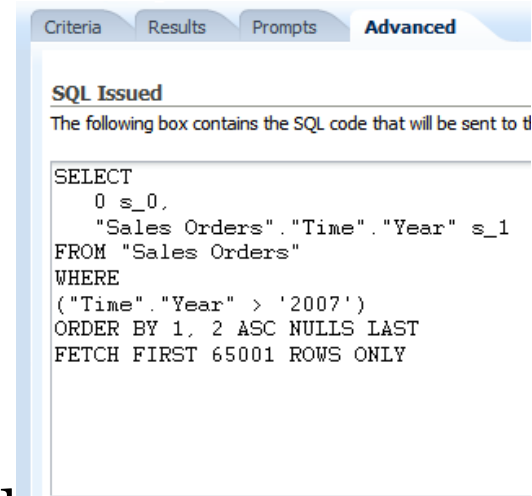 Criteria Results Prompts Advanced
SQL Issued
The following box contains the SQL code that will be sent to t
SELECT
0 s_0,
"Sales Orders"."Time"."Year" s_1
FROM "Sales Orders"
WHERE
("Time"."Year" > '2007')
ORDER BY 1, 2 ASC NULLS LAST
FETCH FIRST 65001 ROWS ONLY